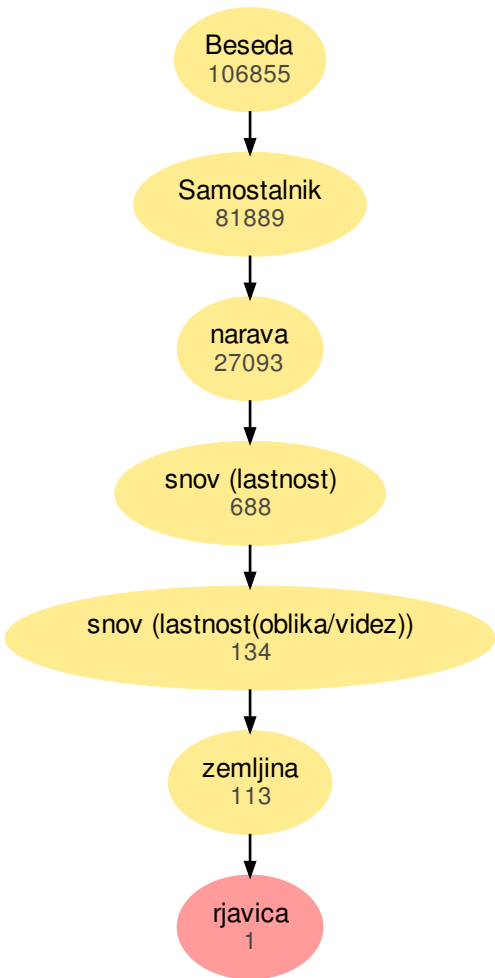 Beseda
106855
Samostalnik
81889
narava
27093
snov (lastnost)
688
snov (lastnost(oblika/videz))
134
zemljina
113
rjavica
1